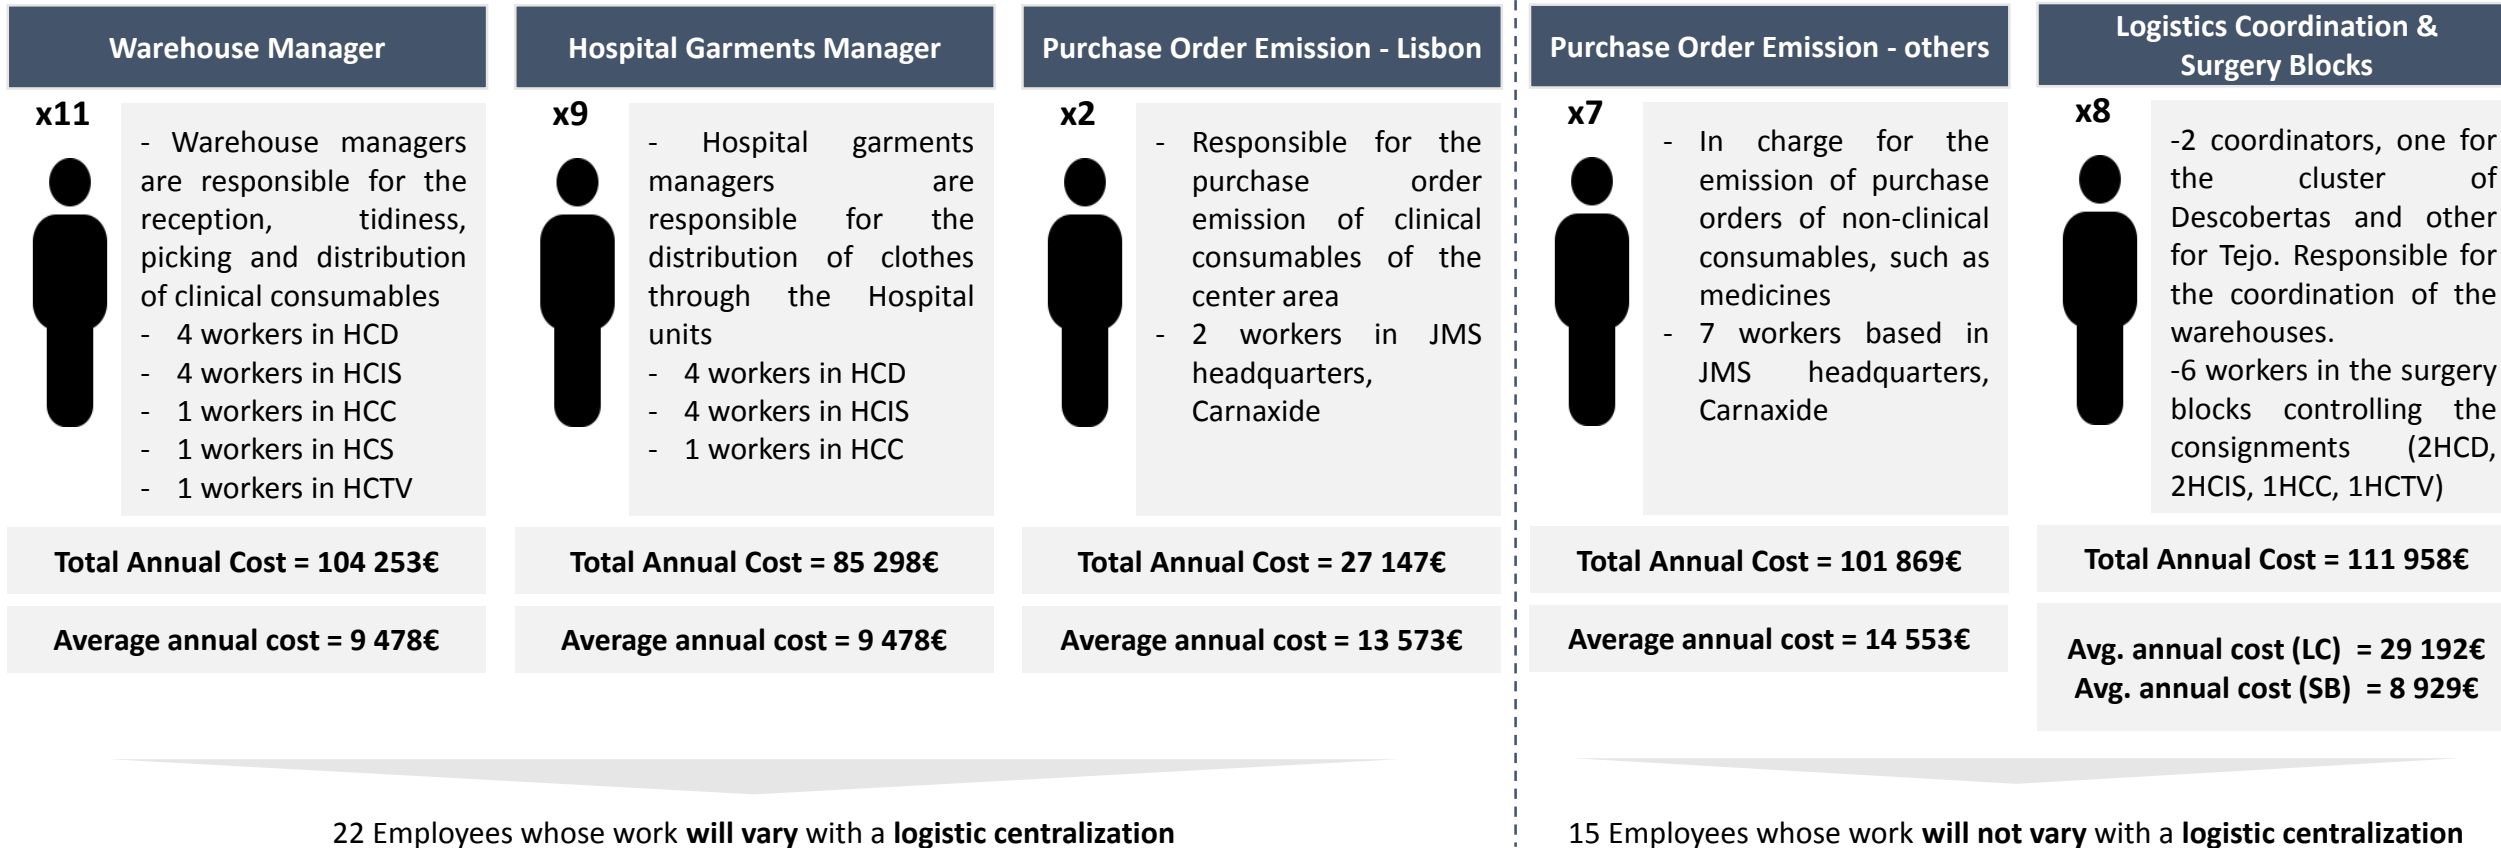 Warehouse Manager
x11
- Warehouse managers
are responsible for the
reception, tidiness,
picking and distribution
of clinical consumables
- 4 workers in HCD
- 4 workers in HCIS
- 1 workers in HCC
- 1 workers in HCS
- 1 workers in HCTV
Total Annual Cost = 104 253€
Average annual cost = 9 478€
Hospital Garments Manager
x9
- Hospital garments
managers are
responsible for the
distribution of clothes
through the Hospital
units
- 4 workers in HCD
- 4 workers in HCIS
- 1 workers in HCC
Total Annual Cost = 85 298€
Average annual cost = 9 478€
Purchase Order Emission - Lisbon
x2
- Responsible for the
purchase order
emission of clinical
consumables of the
center area
- 2 workers in JMS
headquarters,
Carnaxide
Total Annual Cost = 27 147€
Average annual cost = 13 573€
22 Employees whose work will vary with a logistic centralization
Purchase Order Emission - others
x7
- In charge for the
emission of purchase
orders of non-clinical
consumables, such as
medicines
- 7 workers based in
JMS headquarters,
Carnaxide
Total Annual Cost = 101 869€
Average annual cost = 14 553€
Logistics Coordination &
Surgery Blocks
x8
-2 coordinators, one for
the cluster of
Descobertas and other
for Tejo. Responsible for
the coordination of the
warehouses.
-6 workers in the surgery
blocks controlling the
consignments (2HCD,
2HCIS, 1HCC, 1HCTV)
Total Annual Cost = 111 958€
Avg. annual cost (LC) = 29 192€
Avg. annual cost (SB) = 8 929€
15 Employees whose work will not vary with a logistic centralization